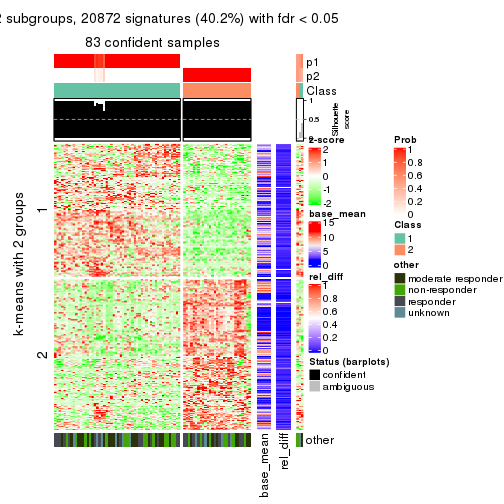 2 subgroups, 20872 signatures (40.2%) with fdr < 0.05
83 confident samples
p1
p2
Class
1
0.5
0
Silhouette
score
k-means with 2 groups
1
2
z-score
2
1
0
-1
-2
base_mean
15
10
5
0
rel_diff
1
0.8
0.6
0.4
0.2
0
Status (barplots)
confident
ambiguous
Prob
1
0.8
0.6
0.4
0.2
0
Class
1
2
other
moderate responder
non-responder
responder
unknown
other
base_mean
rel_diff